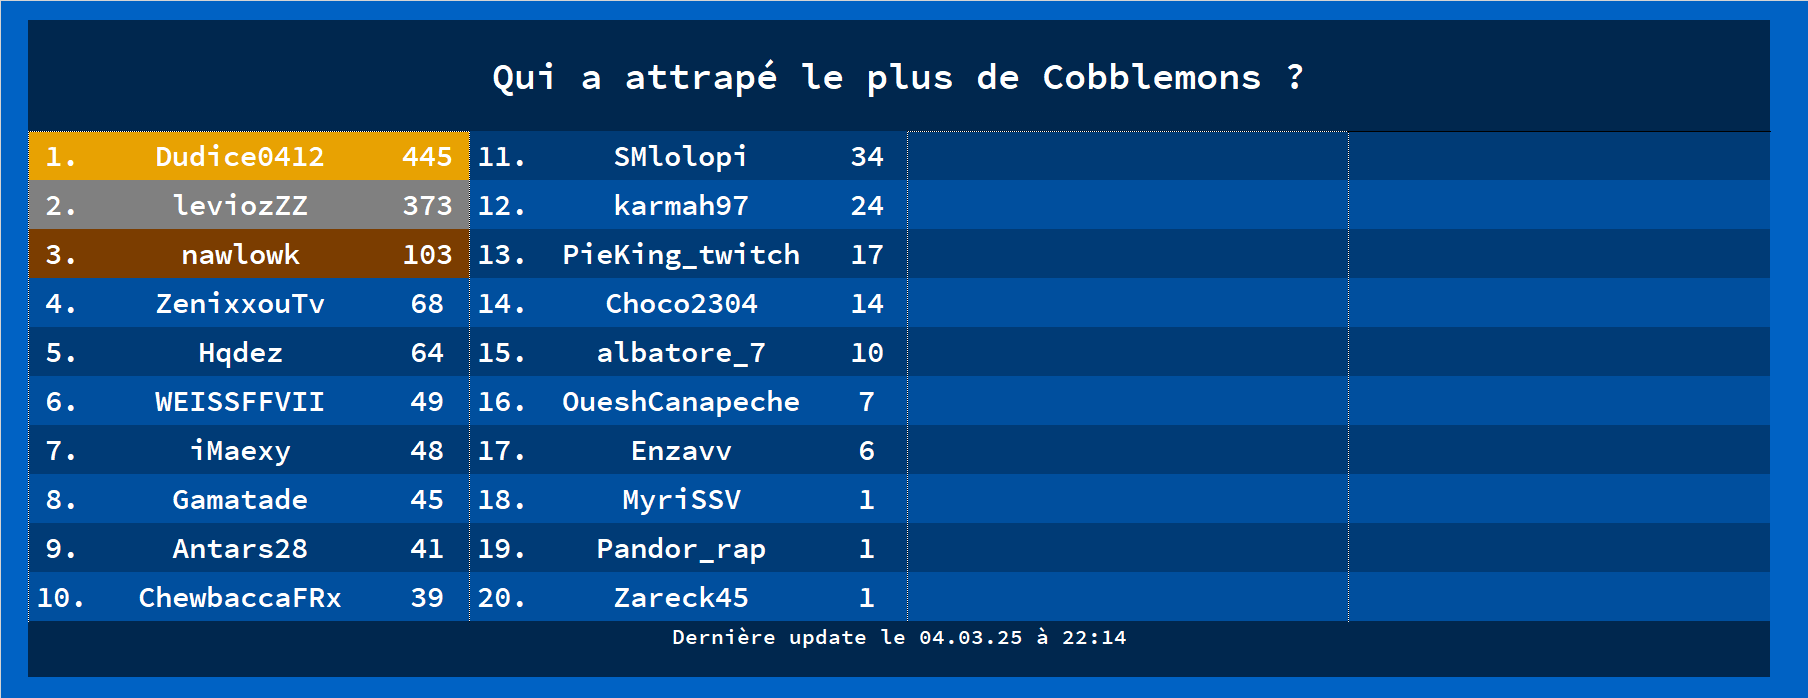 Qui a attrapé le plus de Cobblemons ?
1. Dudice0412 445
2. leviozZZ 373
3. nawlowk 103
4. ZenixxouTv 68
5. Hqdez 64
6. WEISSFFVII 49
7. iMaexy 48
8. Gamatade 45
9. Antars28 41
10. ChewbaccaFRx 39
11. SMlolopi 34
12. karmah97 24
13. PieKing_twitch 17
14. Choco2304 14
15. albatore_7 10
16. OueshCanapeche 7
17. Enzavv 6
18. MyriSSV 1
19. Pandor_rap 1
20. Zareck45 1
Dernière update le 04.03.25 à 22:14